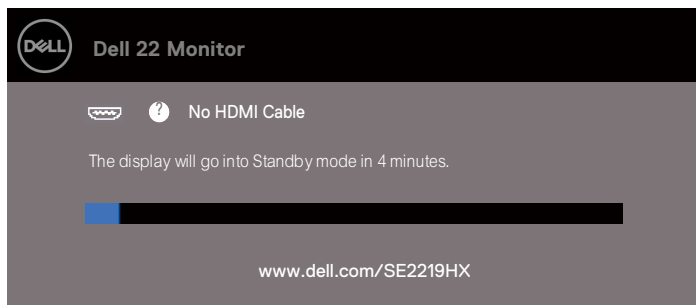 DELL
Dell 22 Monitor
? No HDMI Cable
The display will go into Standby mode in 4 minutes.
www.dell.com/SE2219HX